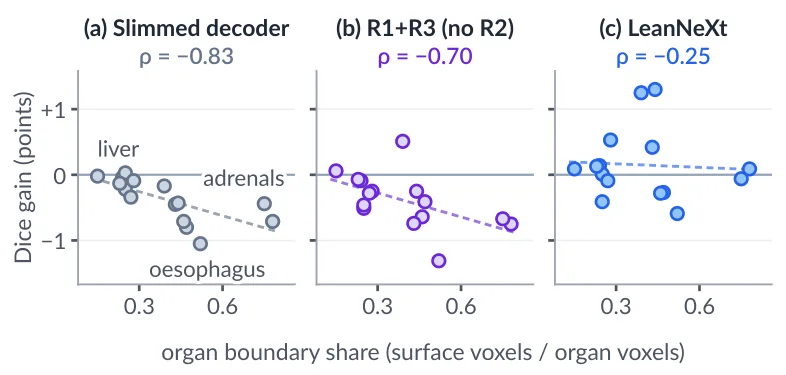 (a) Slimmed decoder
ρ = −0.83
(b) R1+R3 (no R2)
ρ = −0.70
(c) LeanNeXt
ρ = −0.25
Dice gain (points)
+1
0
−1
liver
adrenals
oesophagus
0.3
0.6
0.3
0.6
0.3
0.6
organ boundary share (surface voxels / organ voxels)